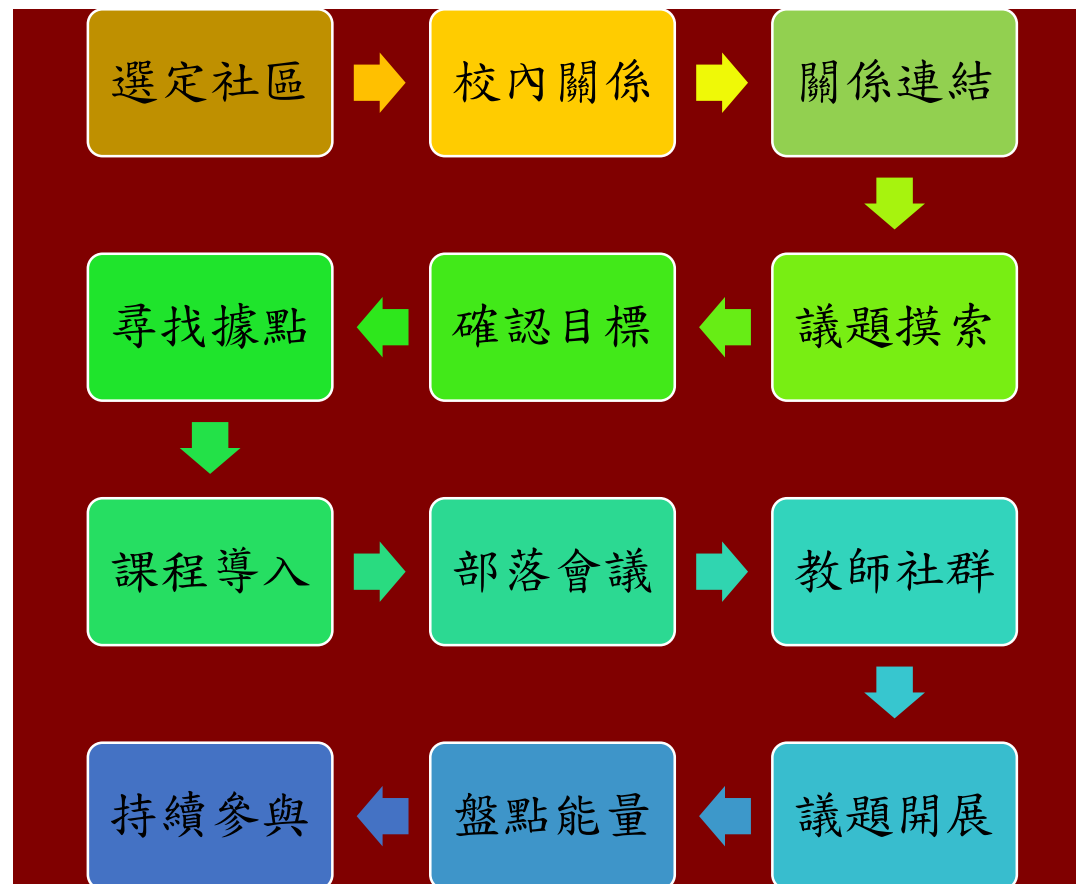 選定社區
校內關係
關係連結
議題摸索
確認目標
尋找據點
課程導入
部落會議
教師社群
議題開展
盤點能量
持續參與